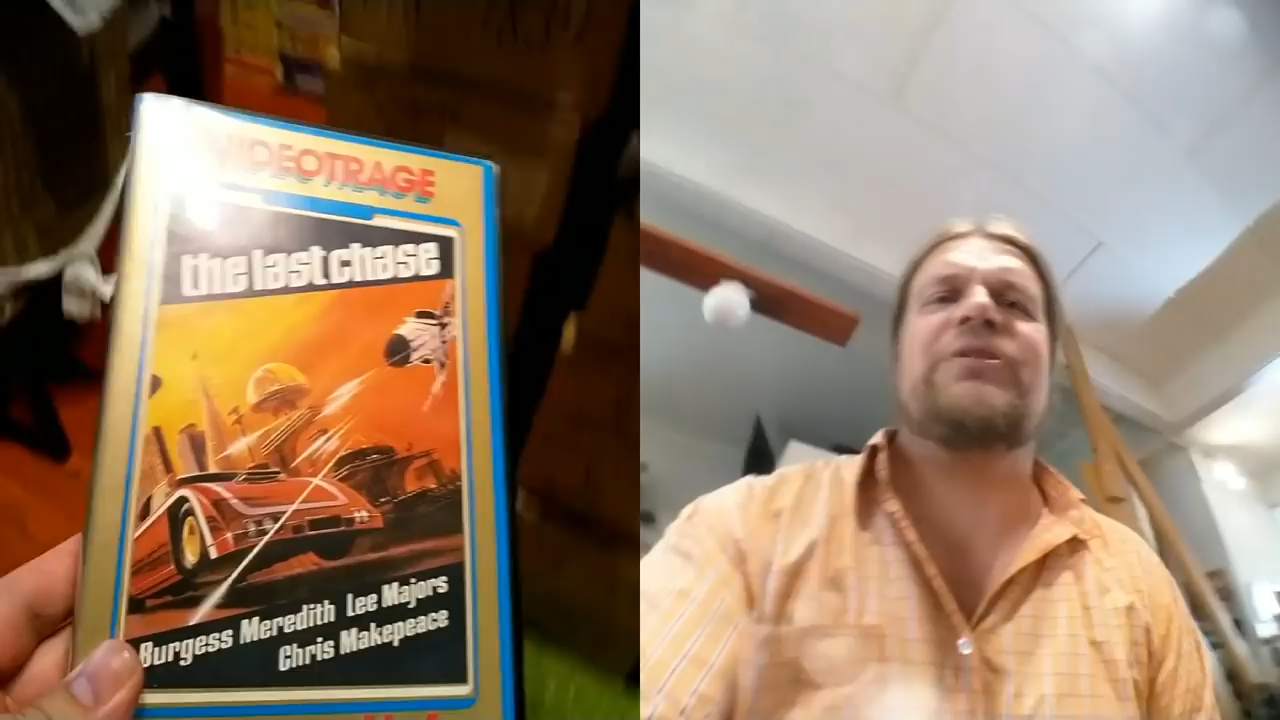 VIDEOTRAGE
the last chase
Burgess Meredith Lee Majors
Chris Makepeace